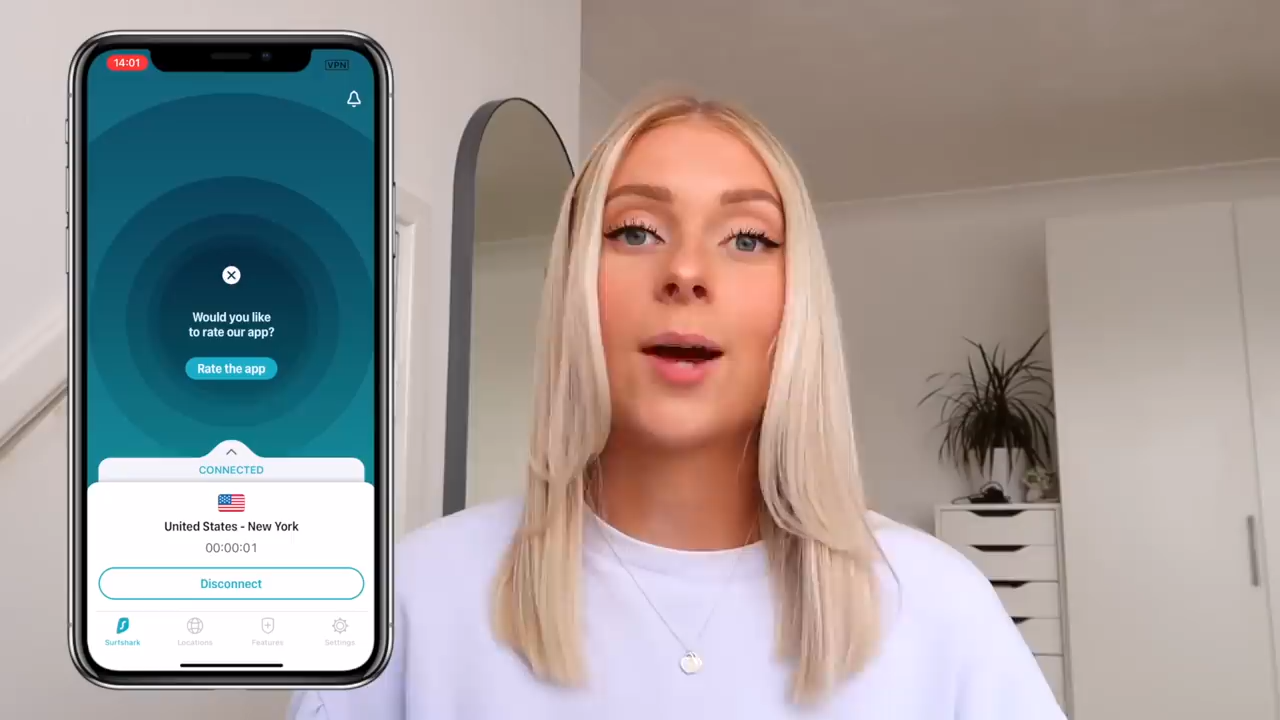 14:01
VPN
Would you like
to rate our app?
Rate the app
CONNECTED
United States - New York
00:00:01
Disconnect
Surfshark
Locations
Features
Settings